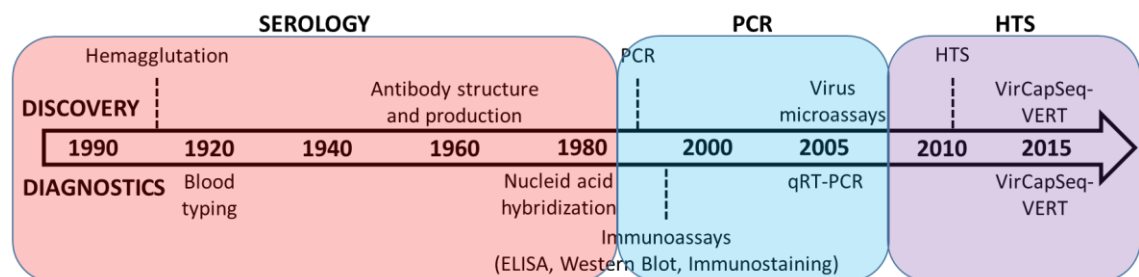 SEROLOGY PCR HTS
Hemagglutation PCR HTS
Antibody structure
and production
Virus
microassays
VirCapSeq-
VERT
DISCOVERY
1990 1920 1940 1960 1980 2000 2005 2010 2015
DIAGNOSTICS
Blood
typing
Nucleid acid
hybridization
qRT-PCR
VirCapSeq-
VERT
Immunoassays
(ELISA, Western Blot, Immunostaining)